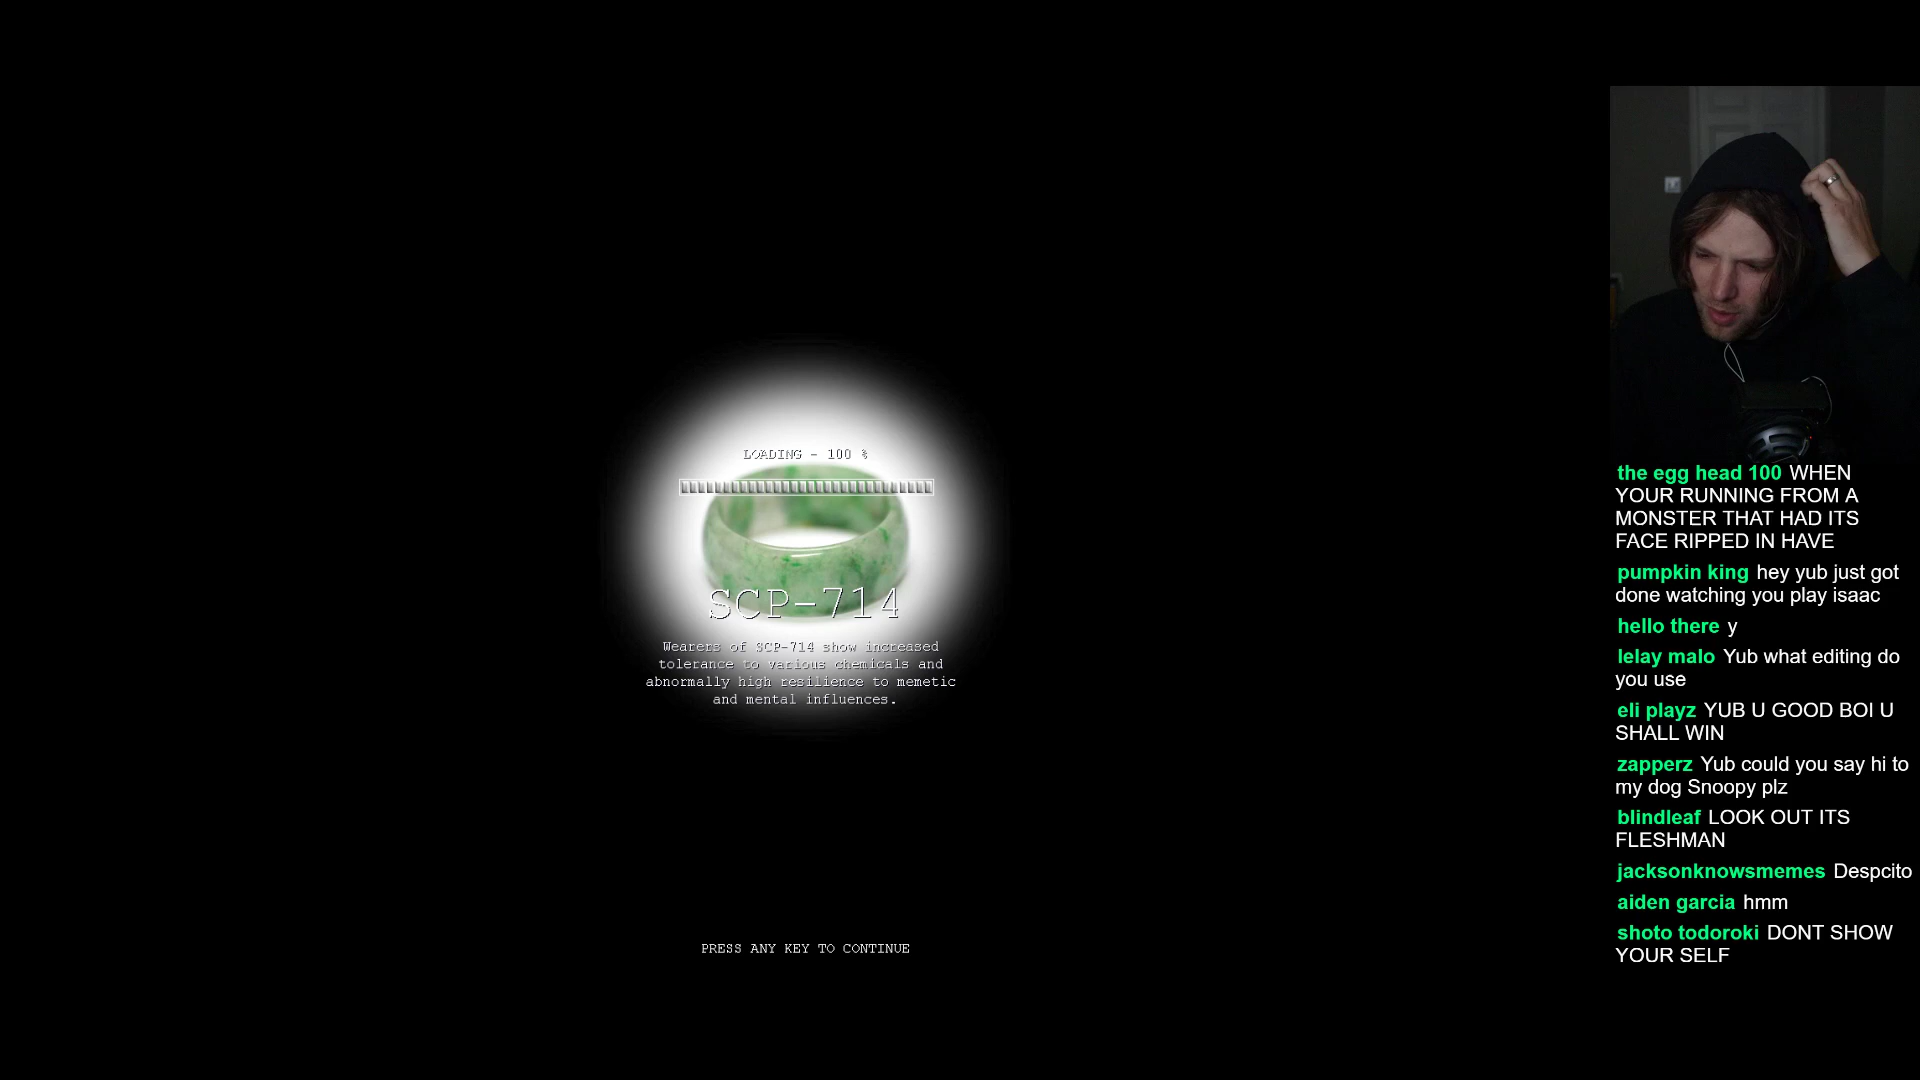 LOADING - 100 %
SCP-714
Wearers of SCP-714 show increased
tolerance to various chemicals and
abnormally high resilience to memetic
and mental influences.
PRESS ANY KEY TO CONTINUE
the egg head 100 WHEN
YOUR RUNNING FROM A
MONSTER THAT HAD ITS
FACE RIPPED IN HAVE
pumpkin king hey yub just got
done watching you play isaac
hello there y
lelay malo Yub what editing do
you use
eli playz YUB U GOOD BOI U
SHALL WIN
zapperz Yub could you say hi to
my dog Snoopy plz
blindleaf LOOK OUT ITS
FLESHMAN
jacksonknowsmemes Despcito
aiden garcia hmm
shoto todoroki DONT SHOW
YOUR SELF